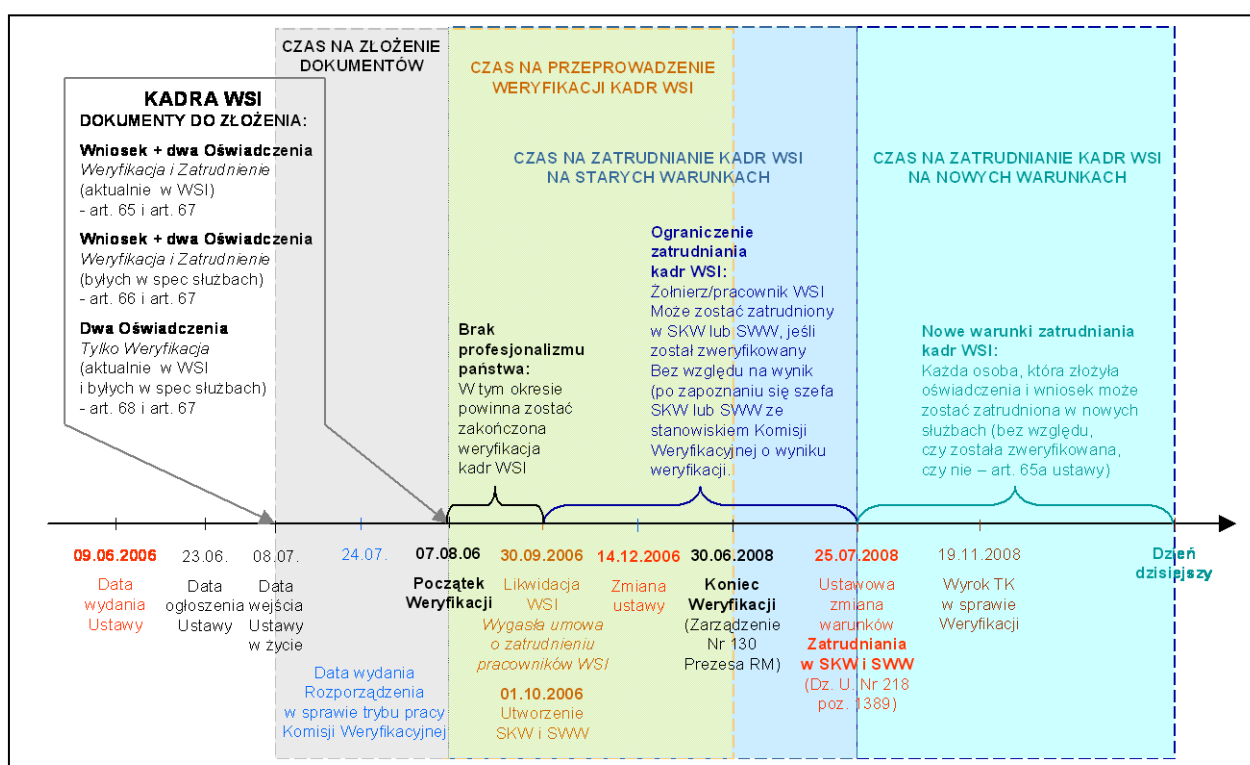 CZAS NA ZŁOŻENIE
DOKUMENTÓW
CZAS NA PRZEPROWADZENIE
WERYFIKACJI KADR WSI
CZAS NA ZATRUDNIANIE KADR WSI
NA STARYCH WARUNKACH
CZAS NA ZATRUDNIANIE KADR WSI
NA NOWYCH WARUNKACH
KADRA WSI
DOKUMENTY DO ZŁOŻENIA:
Wniosek + dwa Oświadczenia
Weryfikacja i Zatrudnienie
(aktualnie w WSI)
- art. 65 i art. 67
Wniosek + dwa Oświadczenia
Weryfikacja i Zatrudnienie
(byłych w spec służbach)
- art. 66 i art. 67
Dwa Oświadczenia
Tylko Weryfikacja
(aktualnie w WSI
i byłych w spec służbach)
- art. 68 i art. 67
Brak
profesjonalizmu
państwa:
W tym okresie
powinna zostać
zakończona
weryfikacja
kadr WSI
Ograniczenie
zatrudniania
kadr WSI:
Żołnierz/pracownik WSI
Może zostać zatrudniony
w SKW lub SWW, jeśli
został zweryfikowany
Bez względu na wynik
(po zapoznaniu się szefa
SKW lub SWW ze
stanowiskiem Komisji
Weryfikacyjnej o wyniku
weryfikacji.
Nowe warunki zatrudniania
kadr WSI:
Każda osoba, która złożyła
oświadczenia i wniosek może
zostać zatrudniona w nowych
służbach (bez względu,
czy została zweryfikowana,
czy nie – art. 65a ustawy)
09.06.2006
Data
wydania
Ustawy
23.06.
Data
ogłoszenia
Ustawy
08.07.
Data
wejścia
Ustawy
w życie
24.07.
Data wydania
Rozporządzenia
w sprawie trybu pracy
Komisji Weryfikacyjnej
07.08.06
Początek
Weryfikacji
30.09.2006
Likwidacja
WSI
Wygasła umowa
o zatrudnieniu
pracowników WSI
01.10.2006
Utworzenie
SKW i SWW
14.12.2006
Zmiana
ustawy
30.06.2008
Koniec
Weryfikacji
(Zarządzenie
Nr 130
Prezesa RM)
25.07.2008
Ustawowa
zmiana
warunków
Zatrudniania
w SKW i SWW
(Dz. U. Nr 218
poz. 1389)
19.11.2008
Wyrok TK
w sprawie
Weryfikacji
Dzień
dzisiejszy